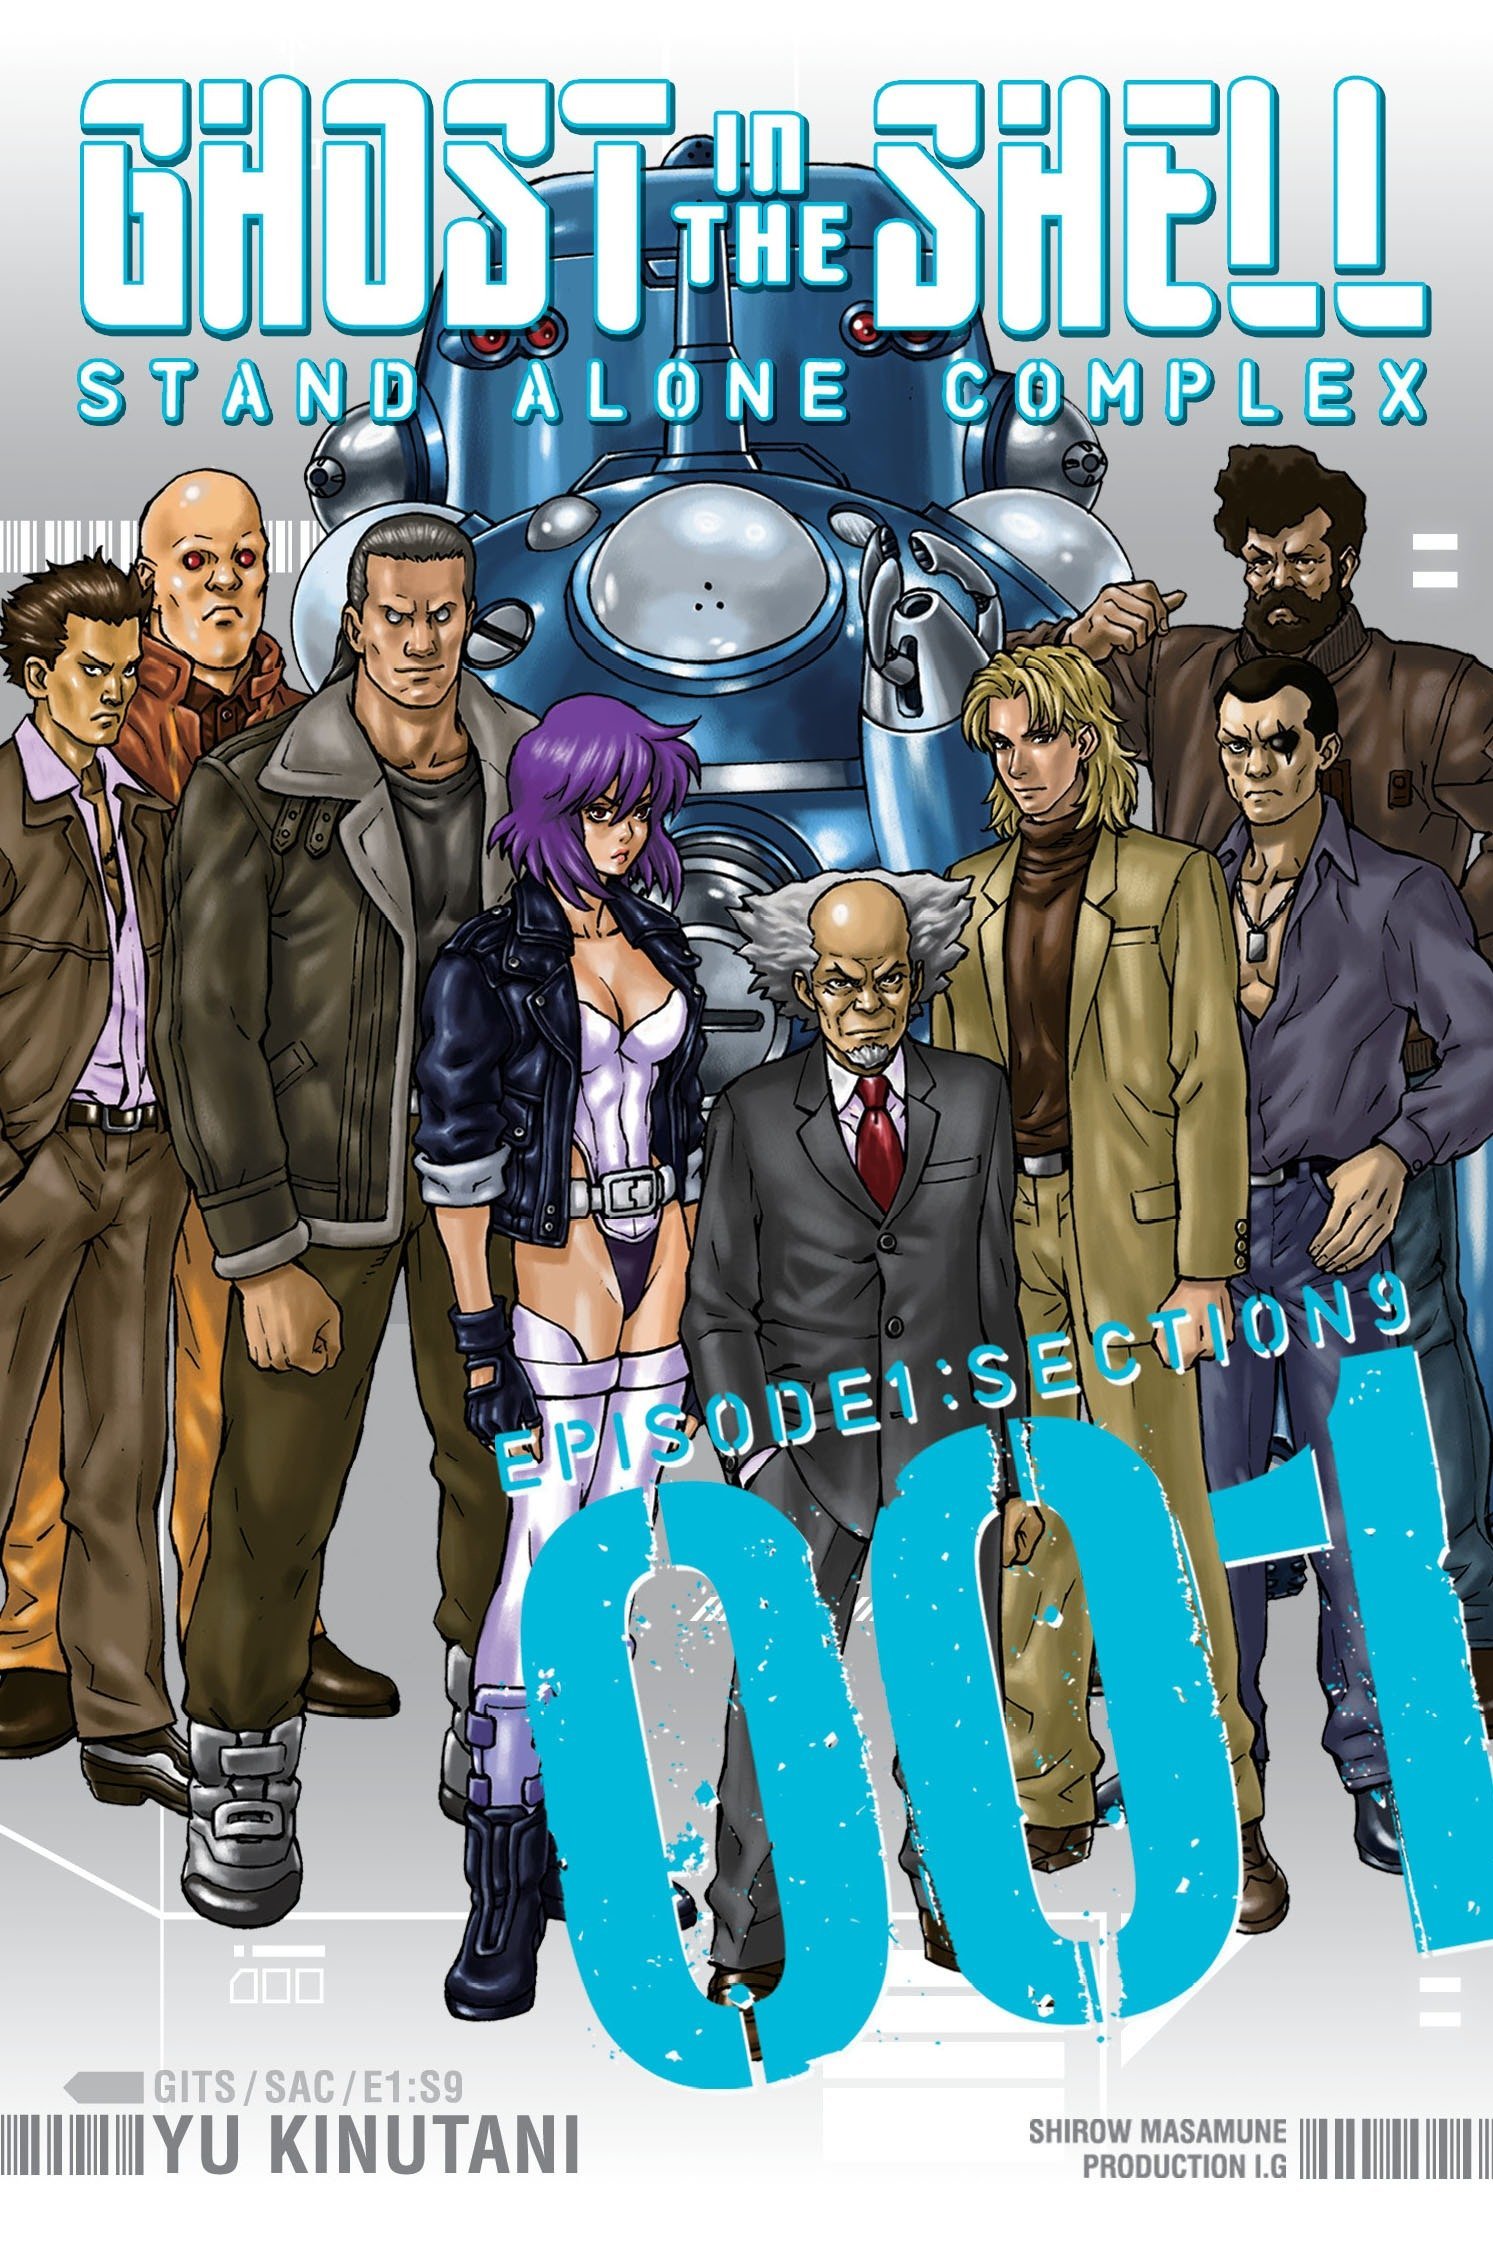 GHOST IN THE SHELL
STAND ALONE COMPLEX
EPISODE1:SECTION9
001
GITS/SAC/E1:S9
YU KINUTANI
SHIROW MASAMUNE
PRODUCTION I.G